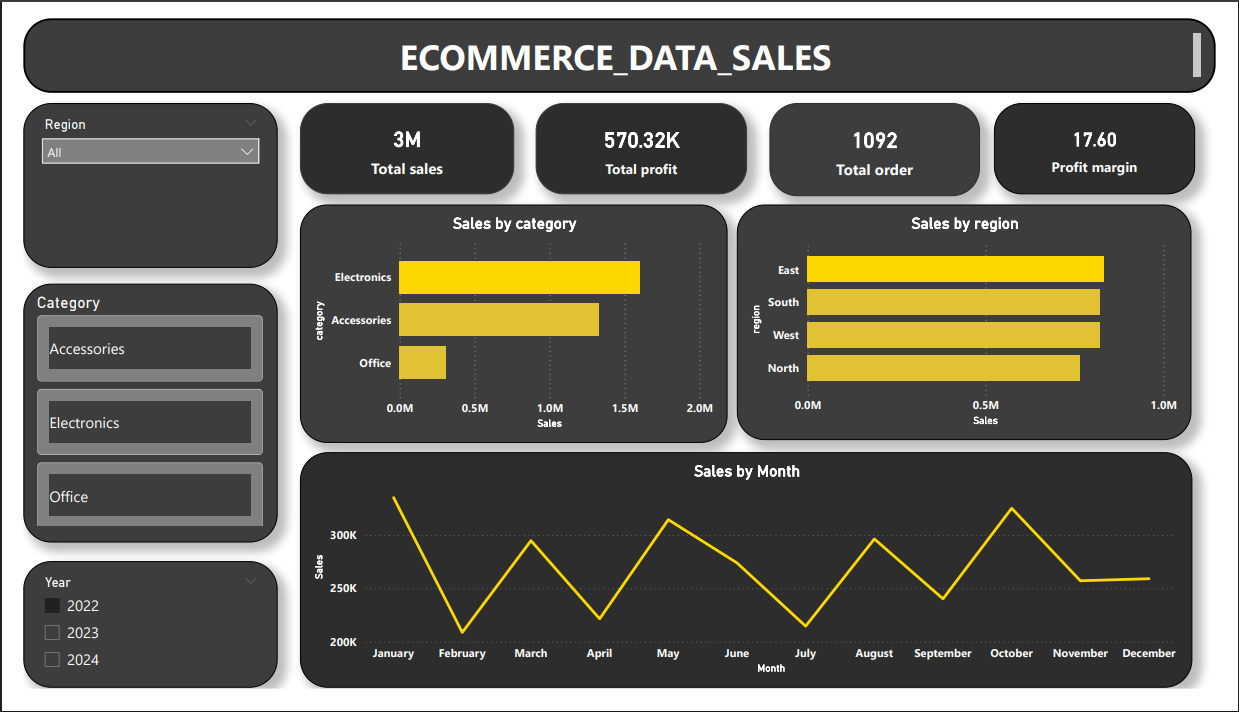 ECOMMERCE_DATA_SALES
Region
All
3M
Total sales
570.32K
Total profit
1092
Total order
17.60
Profit margin
Category
Accessories
Electronics
Office
Year
2022
2023
2024
Sales by category
category
Electronics
Accessories
Office
0.0M 0.5M 1.0M 1.5M 2.0M
Sales
Sales by region
region
East
South
West
North
0.0M 0.5M 1.0M
Sales
Sales by Month
Sales
300K
250K
200K
January February March April May June July August September October November December
Month